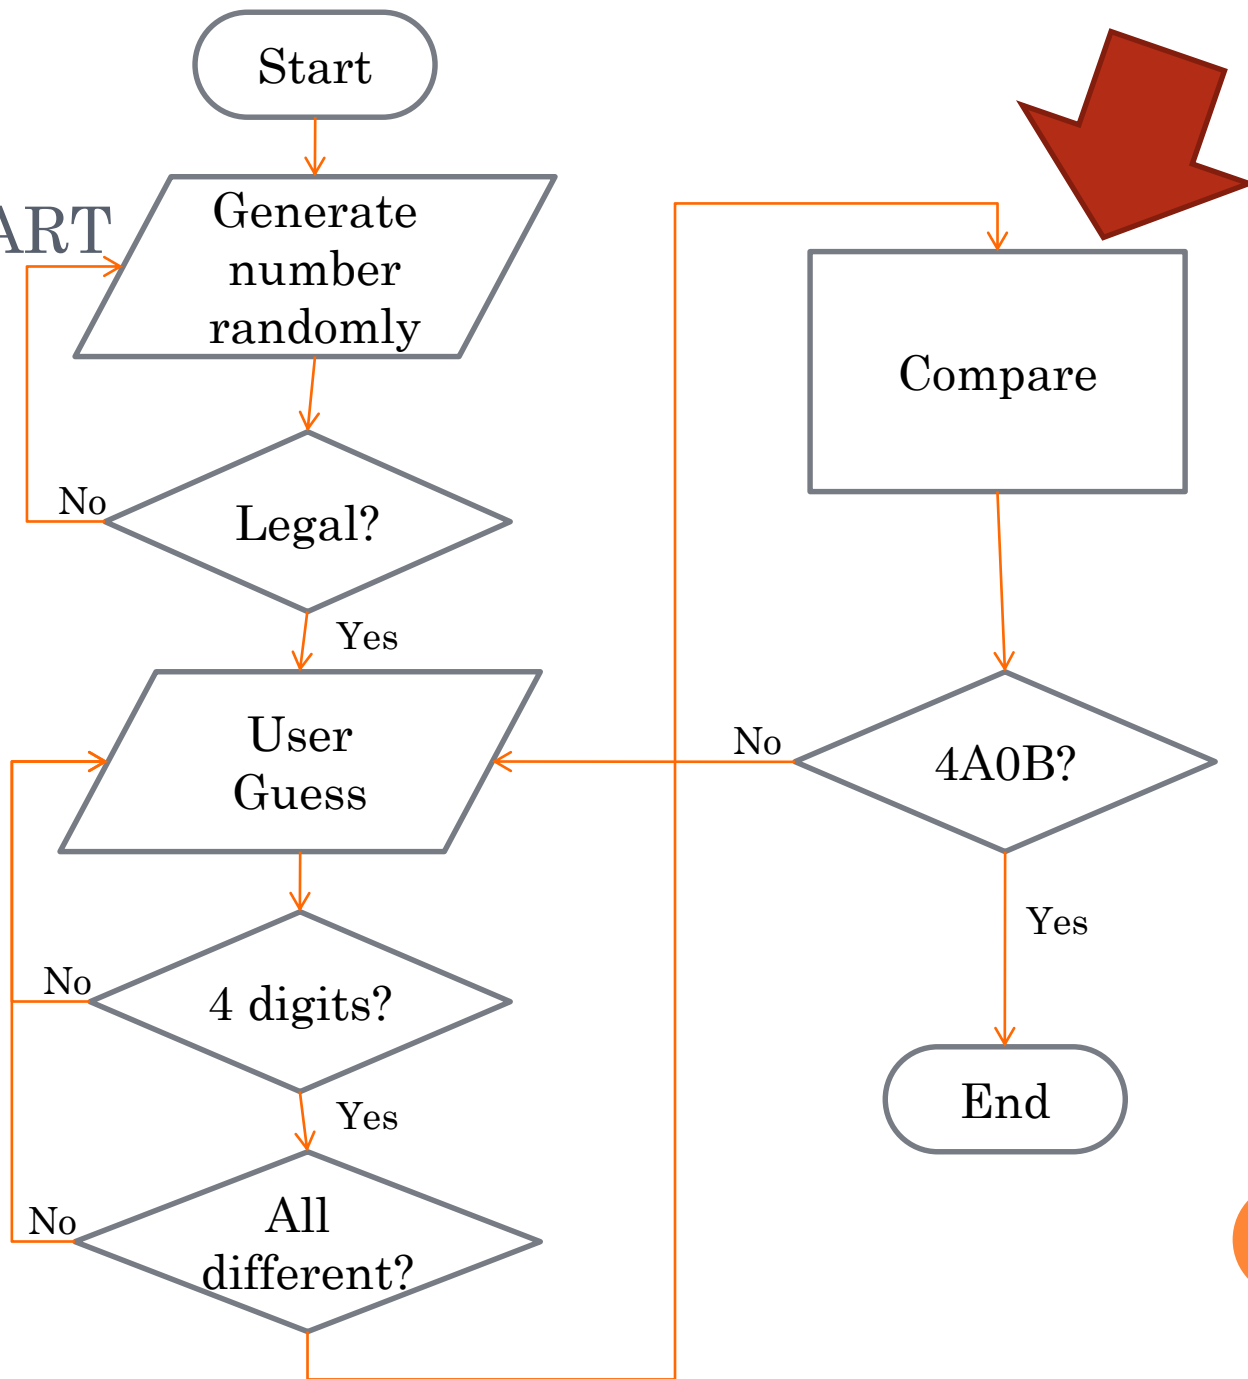 Start
ART
Generate
number
randomly
No
Legal?
Yes
User
Guess
No
4 digits?
Yes
No
All
different?
Compare
No
4A0B?
Yes
End